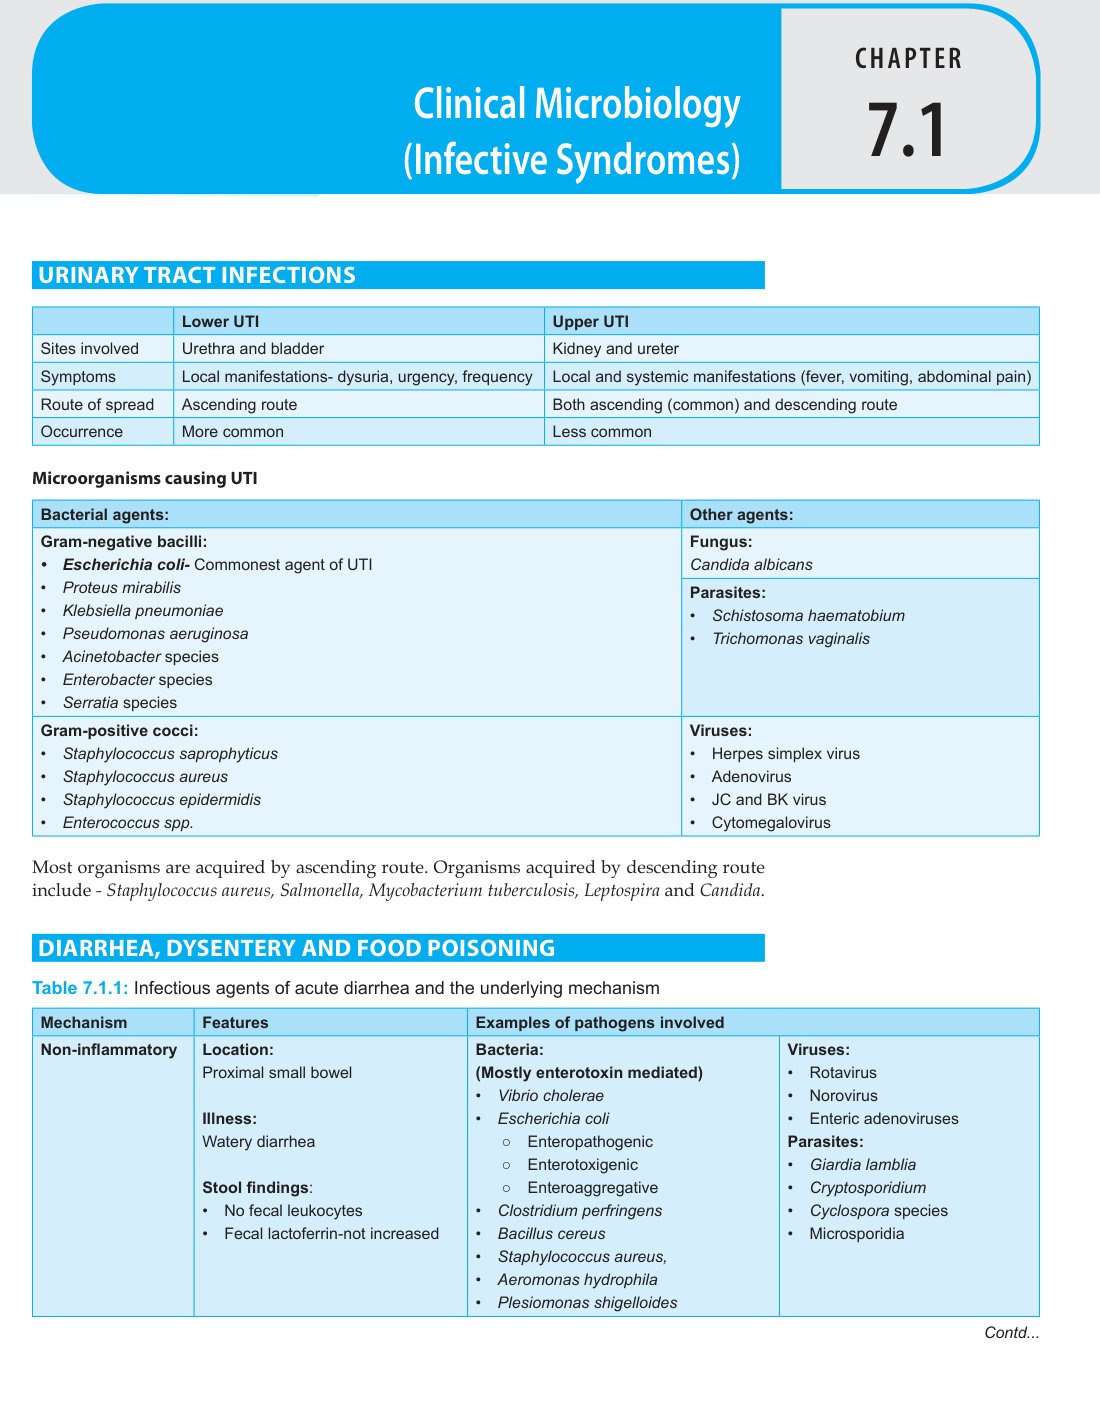 CHAPTER
7.1
Clinical Microbiology
(Infective Syndromes)
URINARY TRACT INFECTIONS
Lower UTI Upper UTI
Sites involved Urethra and bladder Kidney and ureter
Symptoms Local manifestations- dysuria, urgency, frequency Local and systemic manifestations (fever, vomiting, abdominal pain)
Route of spread Ascending route Both ascending (common) and descending route
Occurrence More common Less common
Microorganisms causing UTI
Bacterial agents:
Gram-negative bacilli:
• Escherichia coli- Commonest agent of UTI
• Proteus mirabilis
• Klebsiella pneumoniae
• Pseudomonas aeruginosa
• Acinetobacter species
• Enterobacter species
• Serratia species
Gram-positive cocci:
• Staphylococcus saprophyticus
• Staphylococcus aureus
• Staphylococcus epidermidis
• Enterococcus spp.
Other agents:
Fungus:
Candida albicans
Parasites:
• Schistosoma haematobium
• Trichomonas vaginalis
Viruses:
• Herpes simplex virus
• Adenovirus
• JC and BK virus
• Cytomegalovirus
Most organisms are acquired by ascending route. Organisms acquired by descending route
include - Staphylococcus aureus, Salmonella, Mycobacterium tuberculosis, Leptospira and Candida.
DIARRHEA, DYSENTERY AND FOOD POISONING
Table 7.1.1: Infectious agents of acute diarrhea and the underlying mechanism
Mechanism Features Examples of pathogens involved
Non-inflammatory
Location:
Proximal small bowel
Illness:
Watery diarrhea
Stool findings:
• No fecal leukocytes
• Fecal lactoferrin-not increased
Bacteria:
(Mostly enterotoxin mediated)
• Vibrio cholerae
• Escherichia coli
○ Enteropathogenic
○ Enterotoxigenic
○ Enteroaggregative
• Clostridium perfringens
• Bacillus cereus
• Staphylococcus aureus,
• Aeromonas hydrophila
• Plesiomonas shigelloides
Viruses:
• Rotavirus
• Norovirus
• Enteric adenoviruses
Parasites:
• Giardia lamblia
• Cryptosporidium
• Cyclospora species
• Microsporidia
Contd...